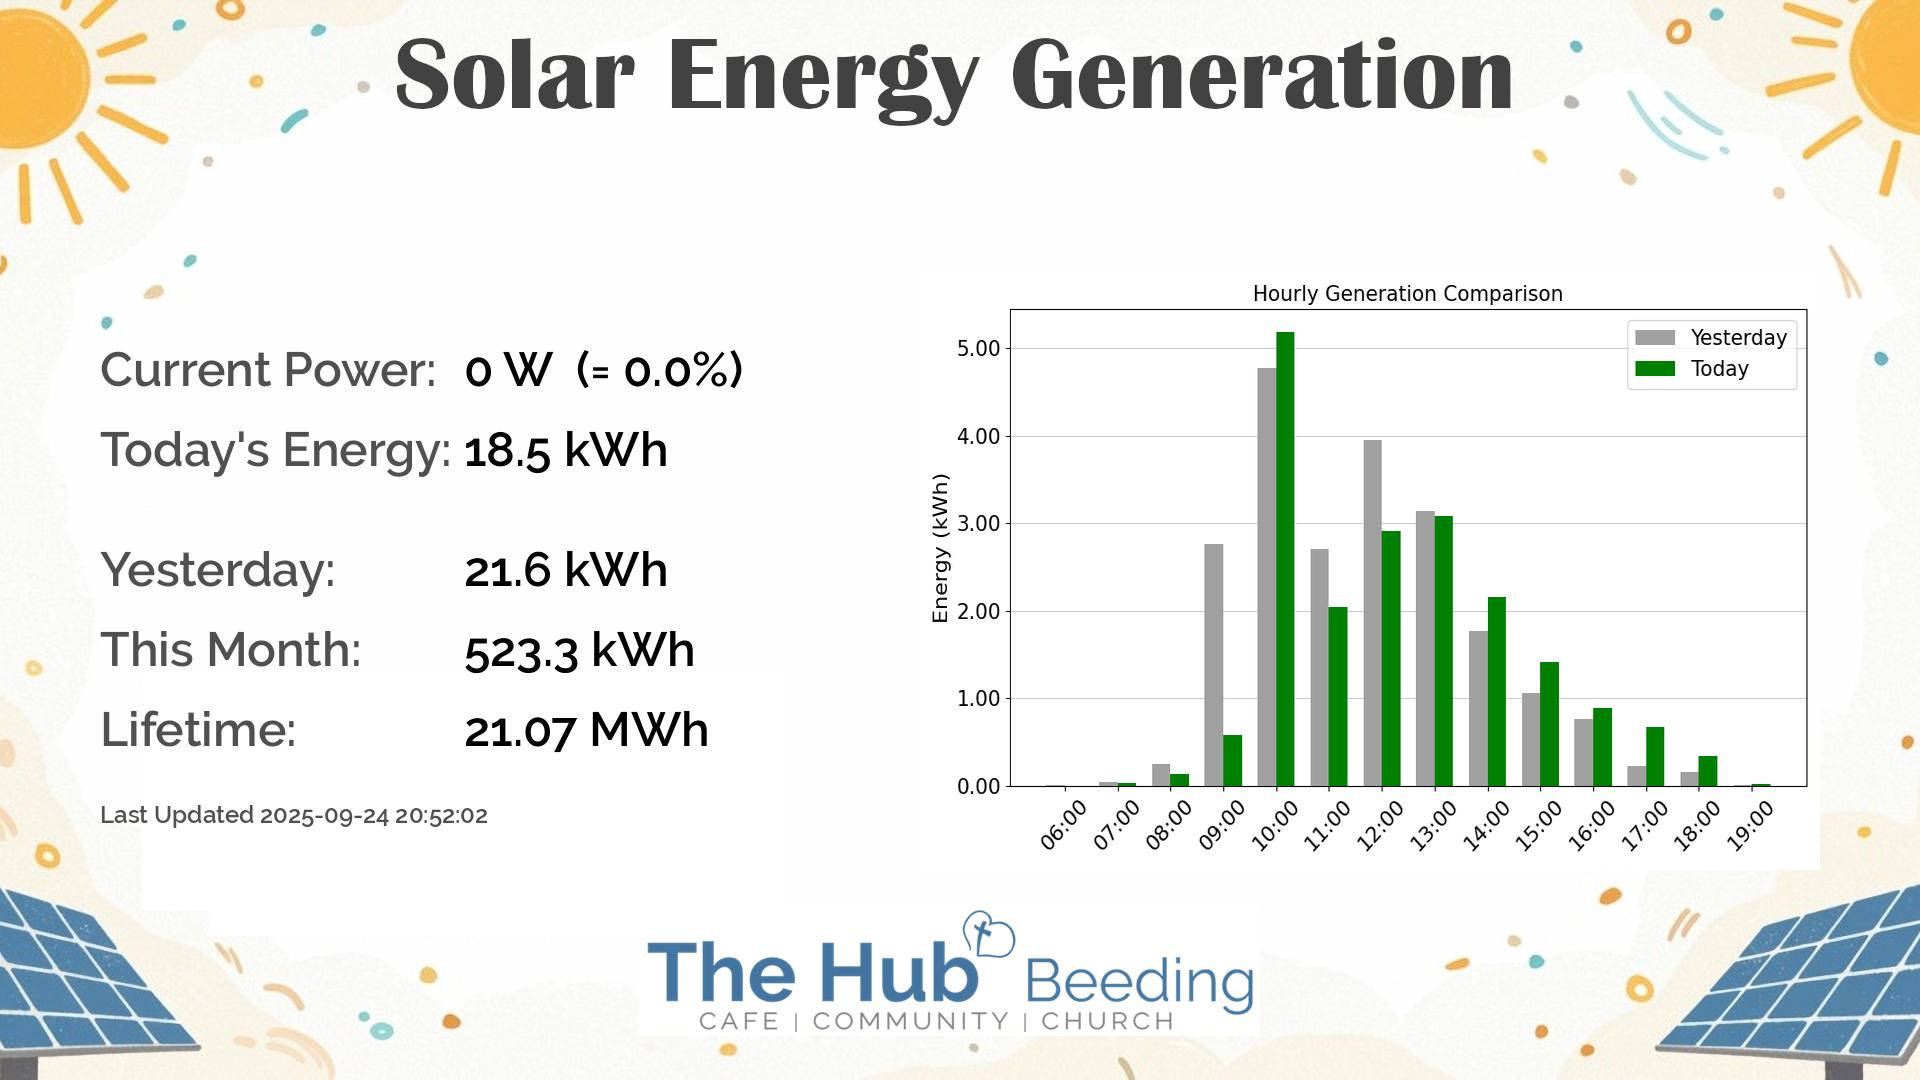 Solar Energy Generation
Current Power: 0 W (= 0.0%)
Today's Energy: 18.5 kWh
Yesterday: 21.6 kWh
This Month: 523.3 kWh
Lifetime: 21.07 MWh
Last Updated 2025-09-24 20:52:02
Hourly Generation Comparison
Yesterday
Today
Energy (kWh)
5.00
4.00
3.00
2.00
1.00
0.00
06:00 07:00 08:00 09:00 10:00 11:00 12:00 13:00 14:00 15:00 16:00 17:00 18:00 19:00
The Hub Beeding
CAFE | COMMUNITY | CHURCH